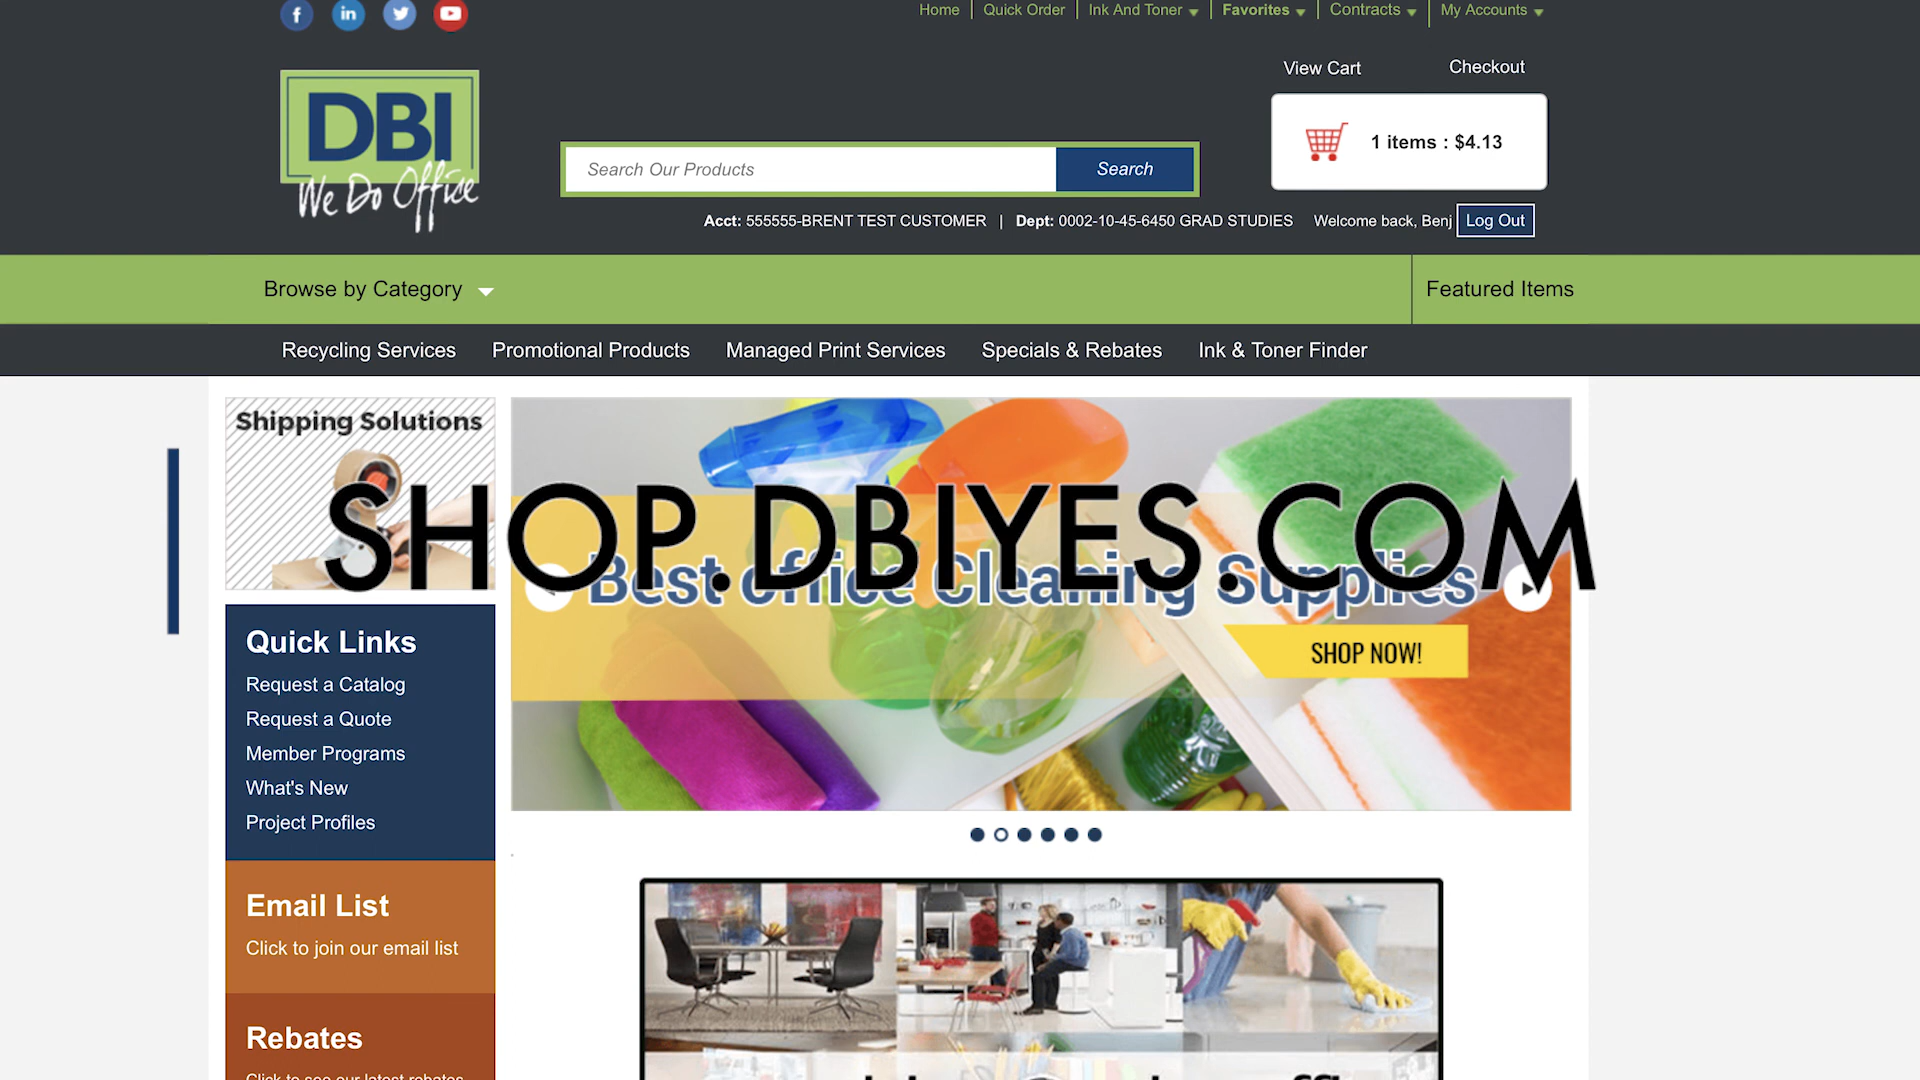 Home
Quick Order
Ink And Toner
Favorites
Contracts
My Accounts
View Cart
Checkout
DBI
We Do Office
Search Our Products
Search
1 items : $4.13
Acct: 555555-BRENT TEST CUSTOMER | Dept: 0002-10-45-6450 GRAD STUDIES
Welcome back, Benj
Log Out
Browse by Category
Featured Items
Recycling Services
Promotional Products
Managed Print Services
Specials & Rebates
Ink & Toner Finder
Shipping Solutions
SHOP.DBIYES.COM
Best office Cleaning Supplies
SHOP NOW!
Quick Links
Request a Catalog
Request a Quote
Member Programs
What's New
Project Profiles
Email List
Click to join our email list
Rebates
Click to see our latest rebates